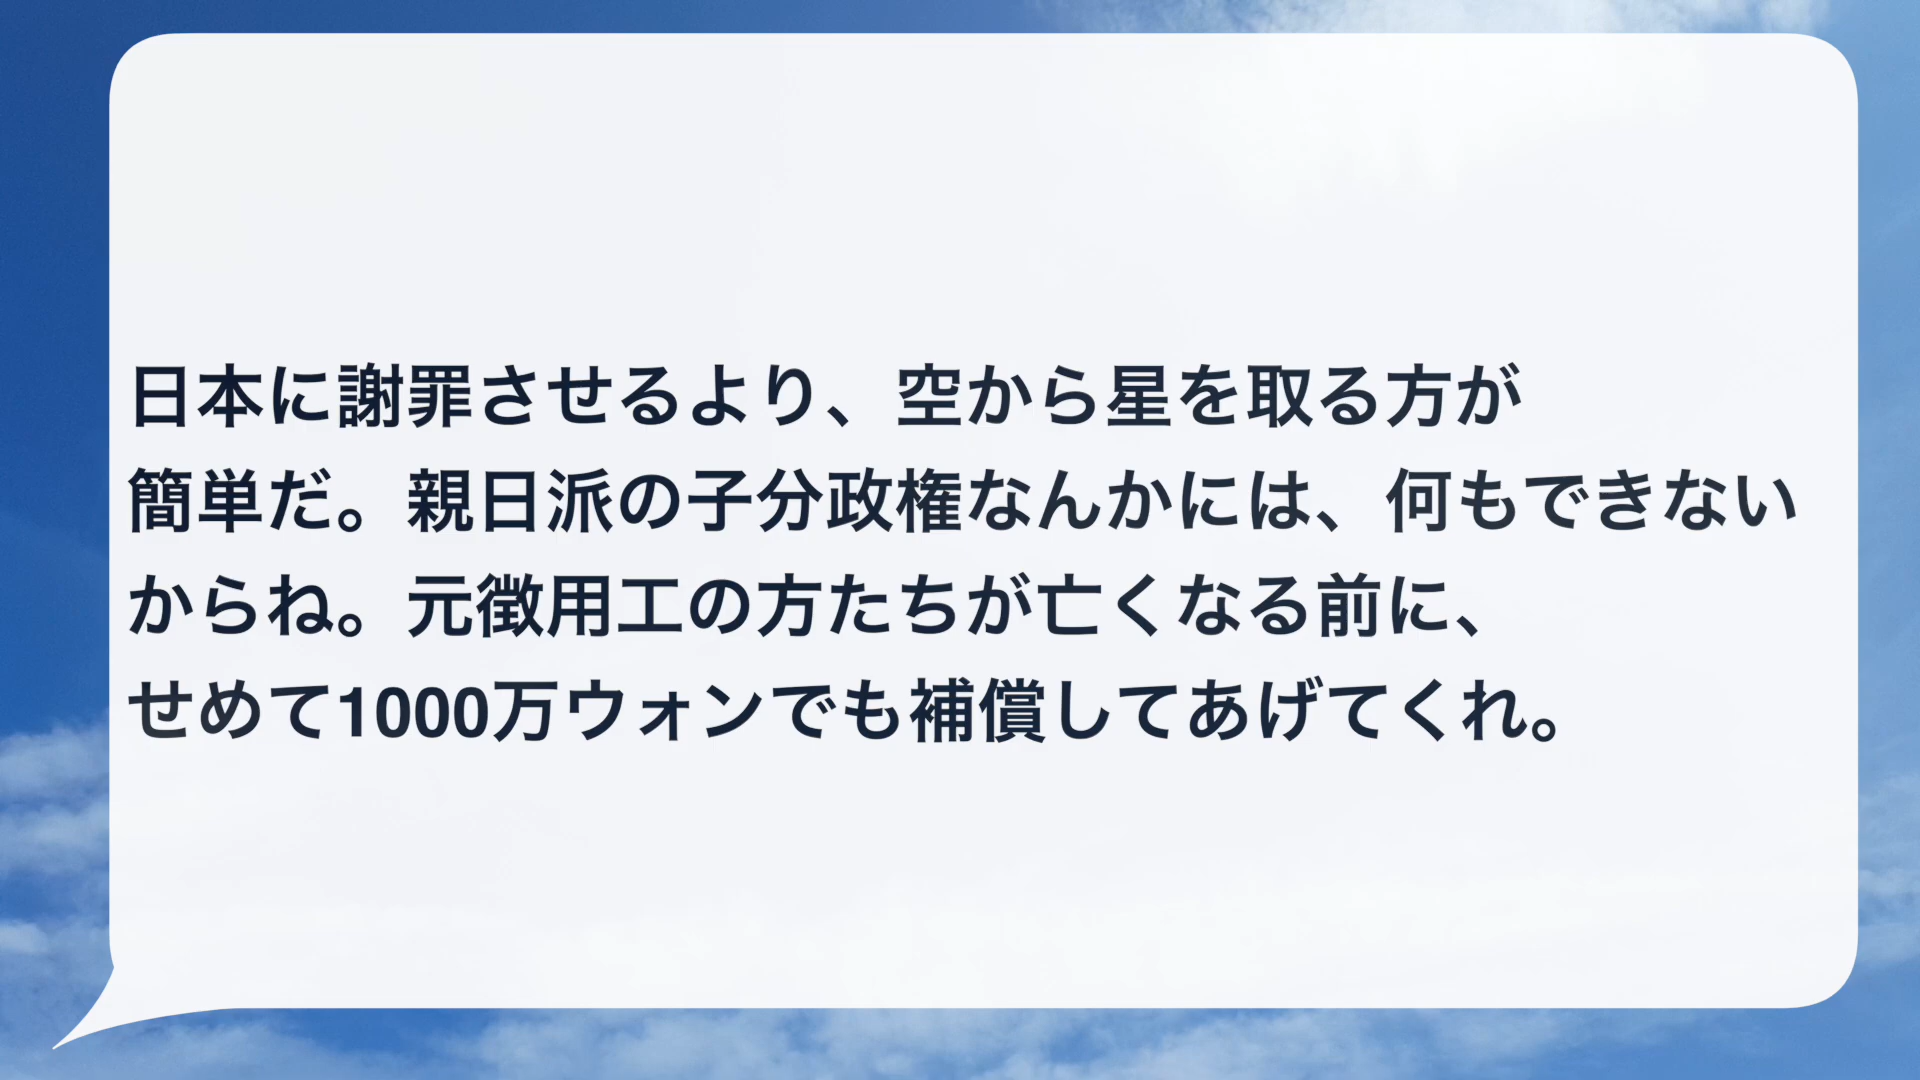 日本に謝罪させるより、空から星を取る方が
簡単だ。親日派の子分政権なんかには、何もできない
からね。元徴用工の方たちが亡くなる前に、
せめて1000万ウォンでも補償してあげてくれ。